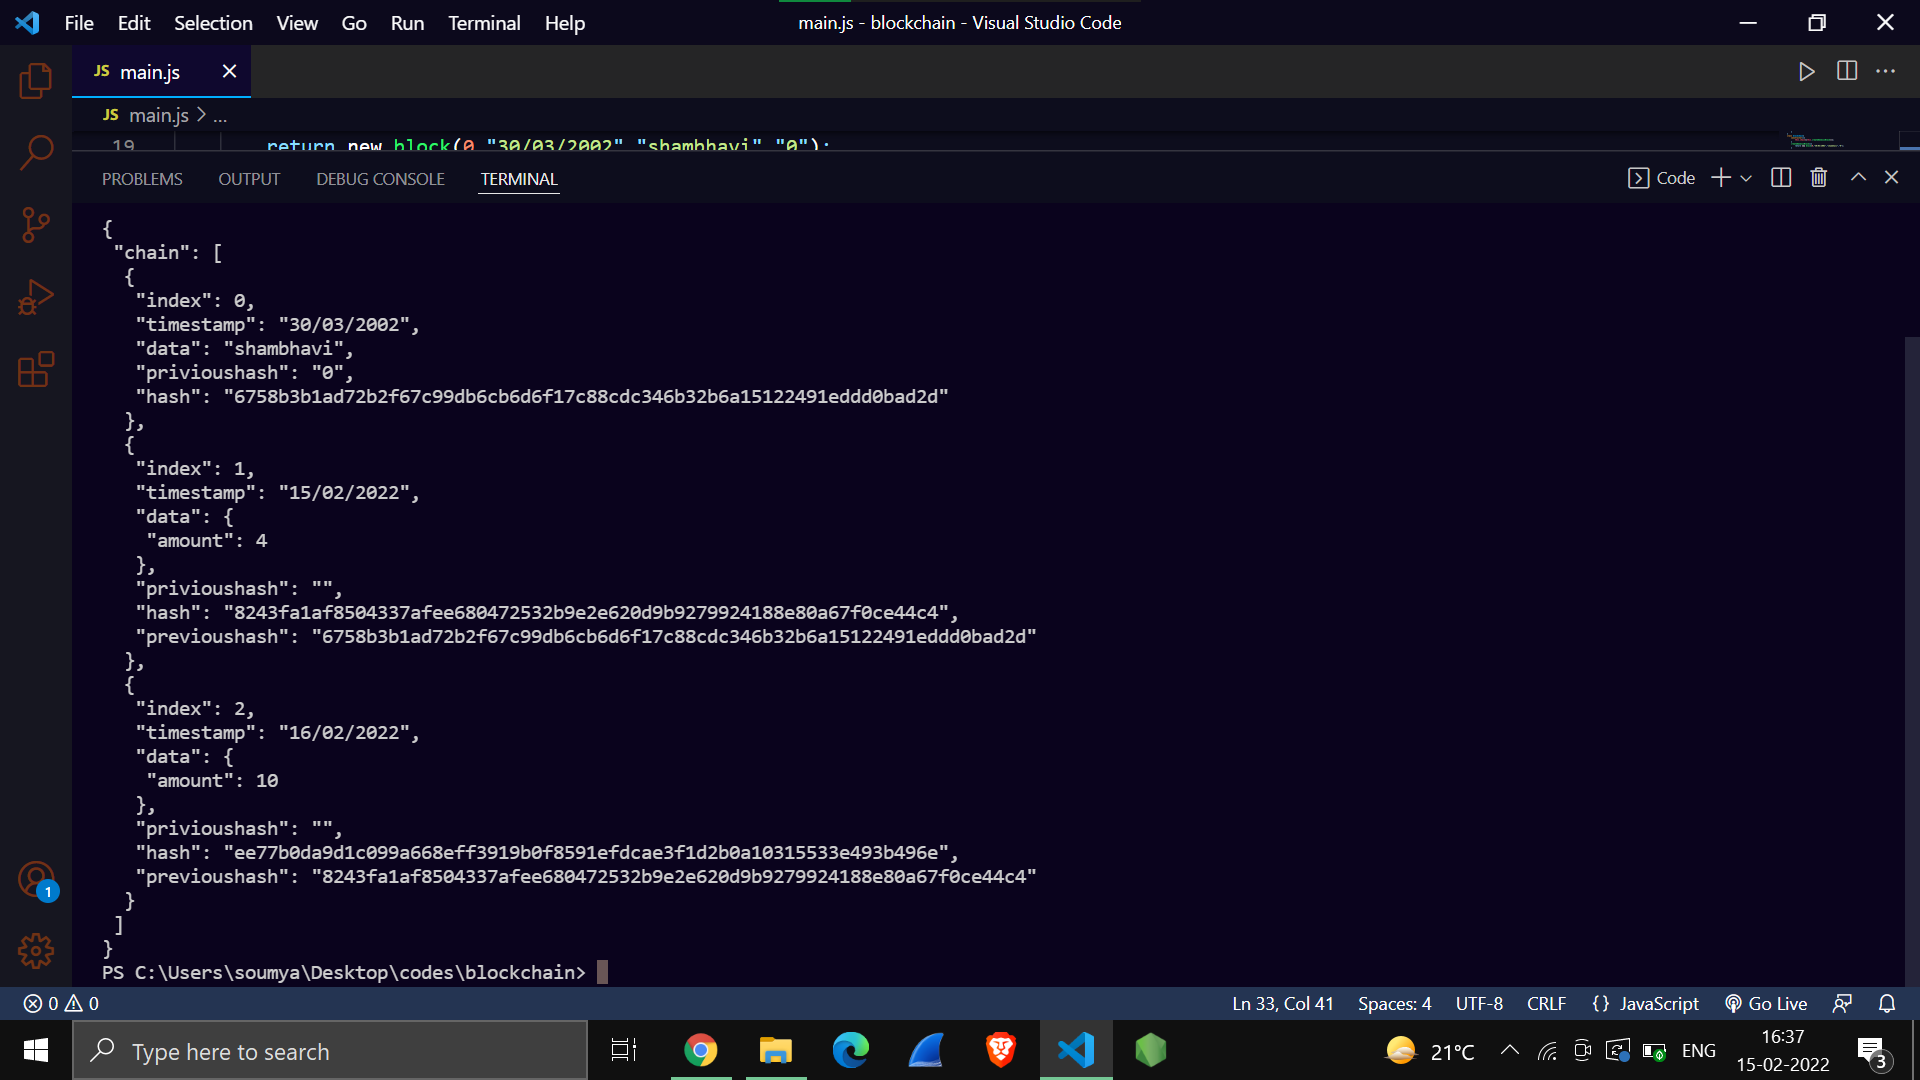 File Edit Selection View Go Run Terminal Help
main.js - blockchain - Visual Studio Code
JS main.js
JS main.js > ...
19 return new block(0,"30/03/2002","shambhavi","0");
PROBLEMS OUTPUT DEBUG CONSOLE TERMINAL
Code
{
 "chain": [
  {
   "index": 0,
   "timestamp": "30/03/2002",
   "data": "shambhavi",
   "privioushash": "0",
   "hash": "6758b3b1ad72b2f67c99db6cb6d6f17c88cdc346b32b6a15122491eddd0bad2d"
  },
  {
   "index": 1,
   "timestamp": "15/02/2022",
   "data": {
    "amount": 4
   },
   "privioushash": "",
   "hash": "8243fa1af8504337afee680472532b9e2e620d9b9279924188e80a67f0ce44c4",
   "previoushash": "6758b3b1ad72b2f67c99db6cb6d6f17c88cdc346b32b6a15122491eddd0bad2d"
  },
  {
   "index": 2,
   "timestamp": "16/02/2022",
   "data": {
    "amount": 10
   },
   "privioushash": "",
   "hash": "ee77b0da9d1c099a668eff3919b0f8591efdcae3f1d2b0a10315533e493b496e",
   "previoushash": "8243fa1af8504337afee680472532b9e2e620d9b9279924188e80a67f0ce44c4"
  }
 ]
}
PS C:\Users\soumya\Desktop\codes\blockchain>
1
0 0
Ln 33, Col 41 Spaces: 4 UTF-8 CRLF {} JavaScript Go Live
Type here to search
21°C
ENG
16:37
15-02-2022
3